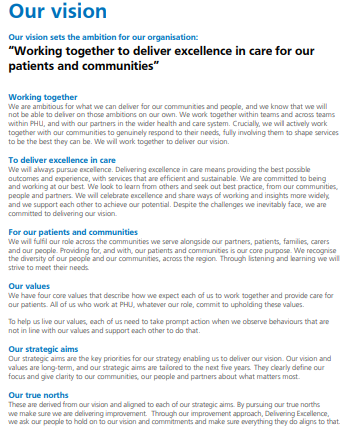 Our vision
Our vision sets the ambition for our organisation:
“Working together to deliver excellence in care for our
patients and communities”
Working together
We are ambitious for what we can deliver for our communities and people, and we know that we will
not be able to deliver on those ambitions on our own. We work together within teams and across teams
within PHU, and with our partners in the wider health and care system. Crucially, we will actively work
together with our communities to genuinely respond to their needs, fully involving them to shape services
to be the best they can be. We will work together to deliver our vision.
To deliver excellence in care
We will always pursue excellence. Delivering excellence in care means providing the best possible
outcomes and experience, with services that are efficient and sustainable. We are committed to being
and working at our best. We look to learn from others and seek out best practice, from our communities,
people and partners. We will celebrate excellence and share ways of working and insights more widely,
and we support each other to achieve our potential. Despite the challenges we inevitably face, we are
committed to delivering our vision.
For our patients and communities
We will fulfil our role across the communities we serve alongside our partners, patients, families, carers
and our people. Providing for, and with, our patients and communities is our core purpose. We recognise
the diversity of our people and our communities, across the region. Through listening and learning we will
strive to meet their needs.
Our values
We have four core values that describe how we expect each of us to work together and provide care for
our patients. All of us who work at PHU, whatever our role, commit to upholding these values.
To help us live our values, each of us need to take prompt action when we observe behaviours that are
not in line with our values and support each other to do that.
Our strategic aims
Our strategic aims are the key priorities for our strategy enabling us to deliver our vision. Our vision and
values are long-term, and our strategic aims are tailored to the next five years. They clearly define our
focus and give clarity to our communities, our people and partners about what matters most.
Our true norths
These are derived from our vision and aligned to each of our strategic aims. By pursuing our true norths
we make sure we are delivering improvement. Through our improvement approach, Delivering Excellence,
we ask our people to hold on to our vision and commitments and make sure everything they do aligns to that.